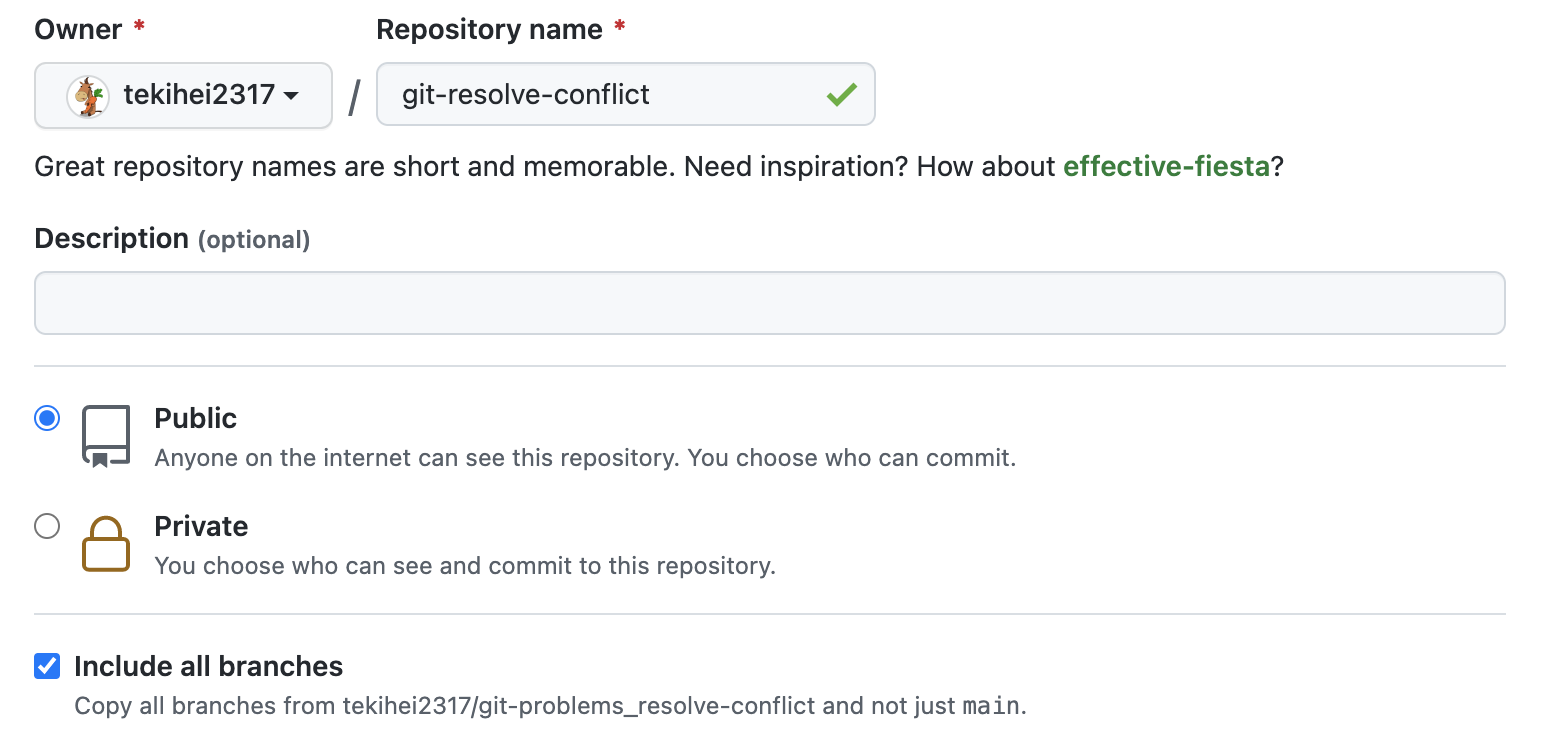 Owner * Repository name *
tekihei2317 / git-resolve-conflict
Great repository names are short and memorable. Need inspiration? How about effective-fiesta?
Description (optional)
Public
Anyone on the internet can see this repository. You choose who can commit.
Private
You choose who can see and commit to this repository.
Include all branches
Copy all branches from tekihei2317/git-problems_resolve-conflict and not just main.